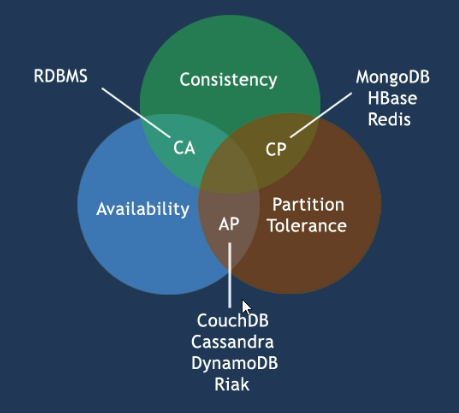 Consistency
RDBMS
MongoDB
HBase
Redis
CA
CP
Availability
Partition
Tolerance
AP
CouchDB
Cassandra
DynamoDB
Riak